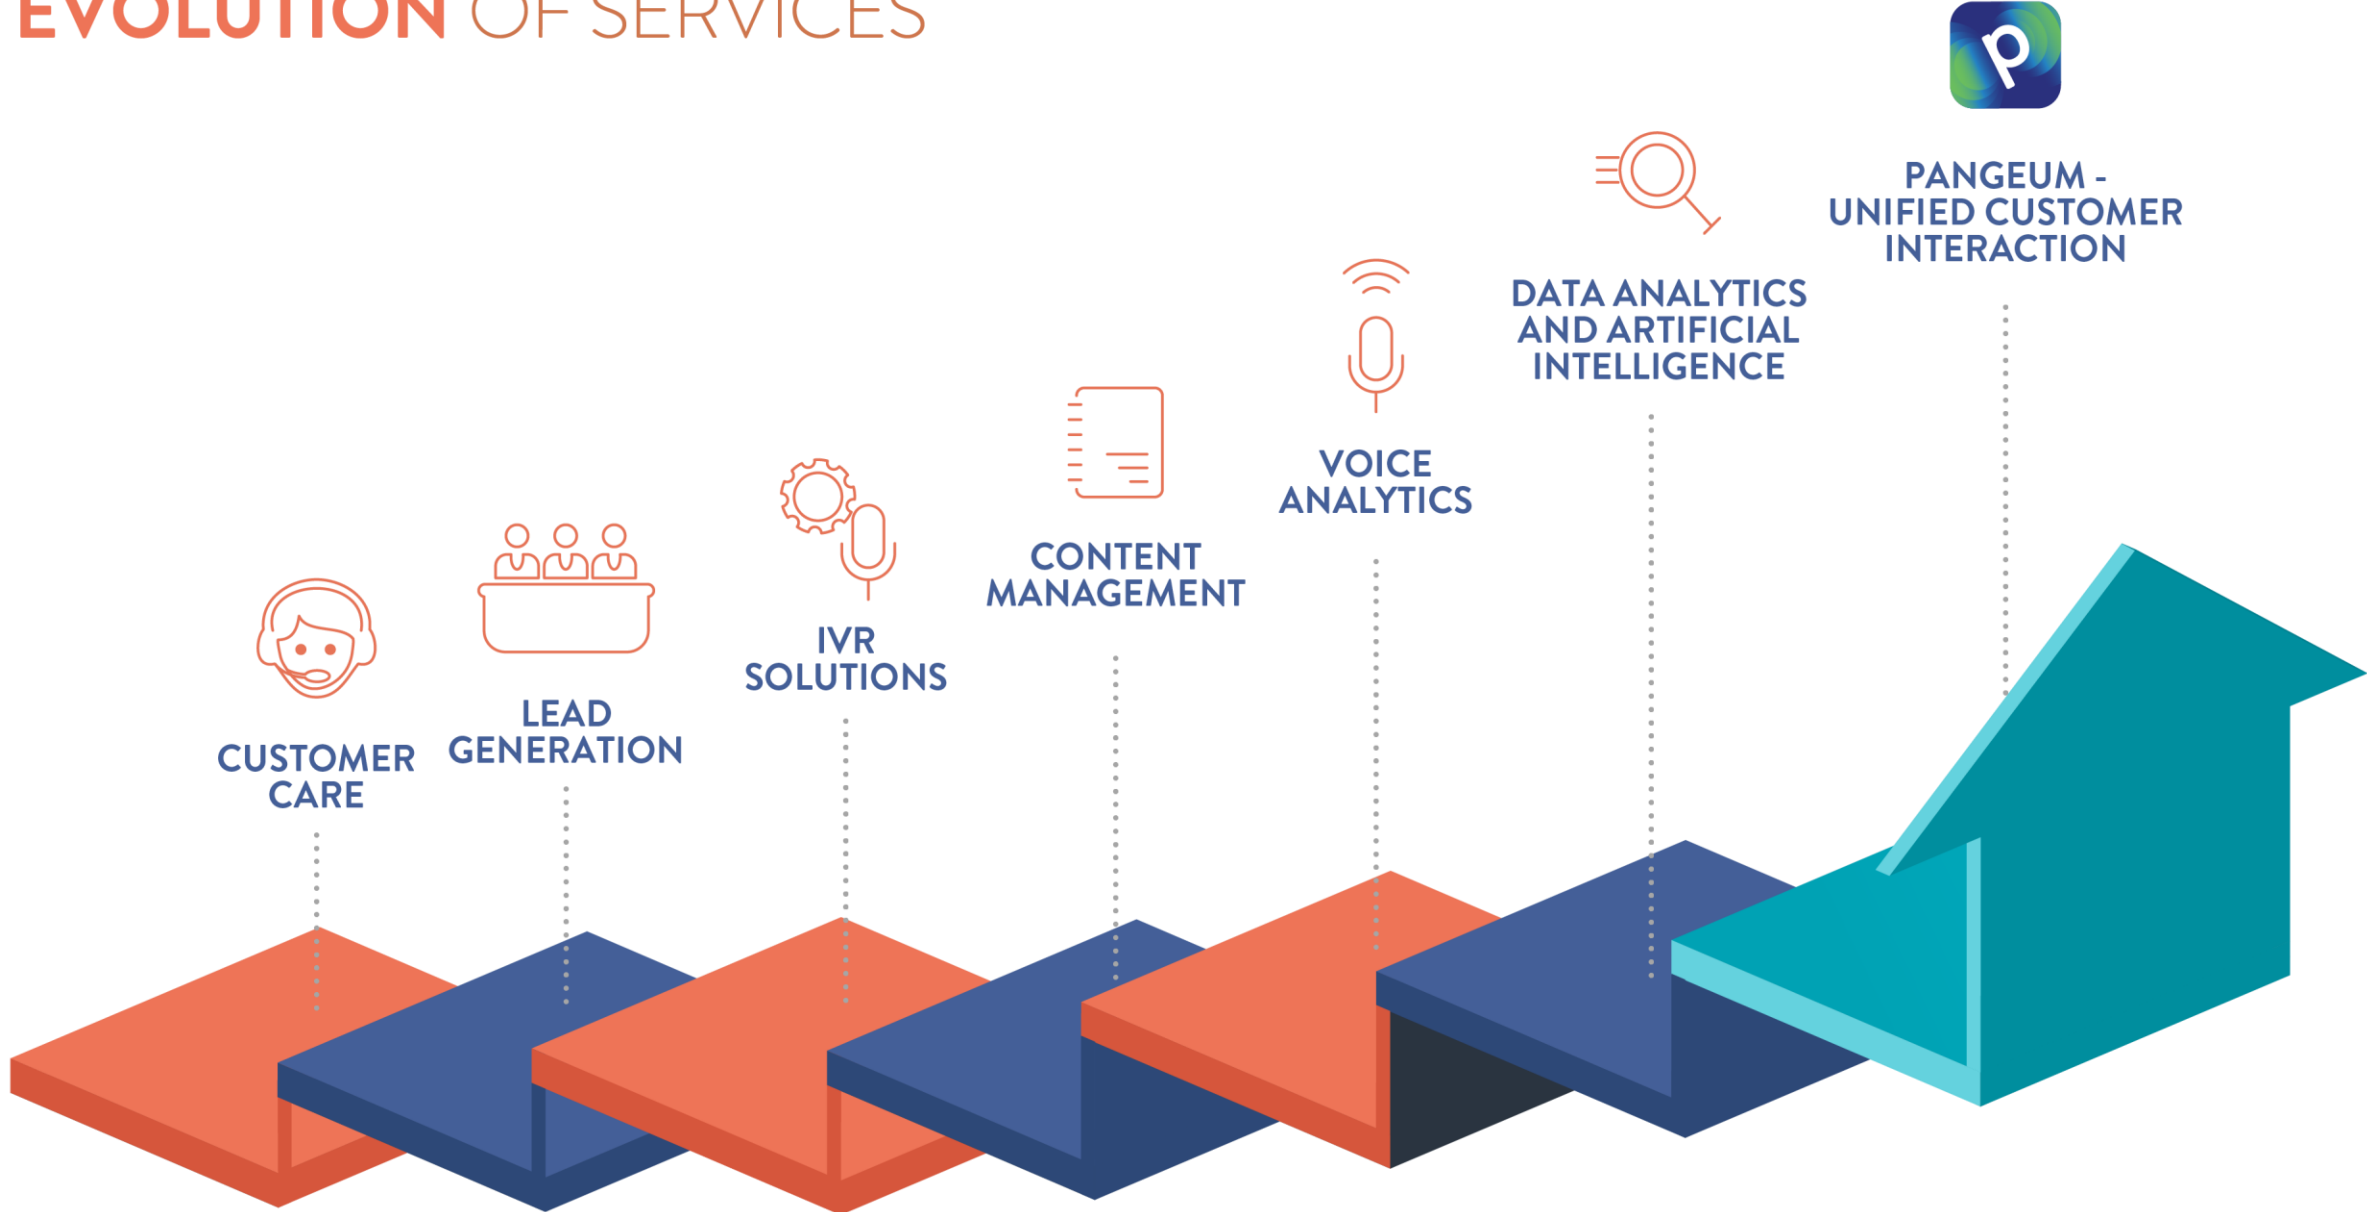 EVOLUTION OF SERVICES
p
PANGEUM -
UNIFIED CUSTOMER
INTERACTION
DATA ANALYTICS
AND ARTIFICIAL
INTELLIGENCE
VOICE
ANALYTICS
CONTENT
MANAGEMENT
IVR
SOLUTIONS
LEAD
GENERATION
CUSTOMER
CARE